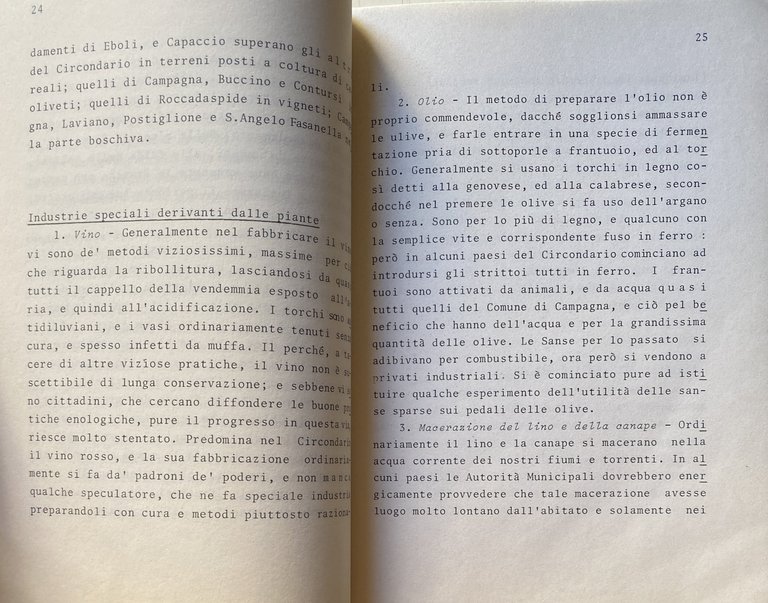 24
damenti di Eboli, e Capaccio superano gli al
del Circondario in terreni posti a coltura di
reali; quelli di Campagna, Buccino e Contursi
oliveti; quelli di Roccadaspide in vigneti; Cam
gna, Laviano, Postiglione e S.Angelo Fasanella
la parte boschiva.
Industrie speciali derivanti dalle piante
1. Vino - Generalmente nel fabbricare il vin
vi sono de' metodi viziosissimi, massime per ci
che riguarda la ribollitura, lasciandosi da qua
tutti il cappello della vendemmia esposto all'
ria, e quindi all'acidificazione. I torchi sono
tidiluviani, e i vasi ordinariamente tenuti senz
cura, e spesso infetti da muffa. Il perché, a ta
cere di altre viziose pratiche, il vino non è su
scettibile di lunga conservazione; e sebbene vi si
no cittadini, che cercano diffondere le buone pr
tiche enologiche, pure il progresso in questa via
riesce molto stentato. Predomina nel Circondario
il vino rosso, e la sua fabbricazione ordinaria-
mente si fa da' padroni de' poderi, e non manca
qualche speculatore, che ne fa speciale industria
preparandoli con cura e metodi piuttosto raziona-
25
li.
2. Olio - Il metodo di preparare l'olio non è
proprio commendevole, dacché sogglionsi ammassare
le ulive, e farle entrare in una specie di fermen
tazione pria di sottoporle a frantuoio, ed al tor
chio. Generalmente si usano i torchi in legno co-
sì detti alla genovese, ed alla calabrese, secon-
docché nel premere le olive si fa uso dell'argano
o senza. Sono per lo più di legno, e qualcuno con
la semplice vite e corrispondente fuso in ferro :
però in alcuni paesi del Circondario cominciano ad
introdursi gli strittoi tutti in ferro. I fran-
tuoi sono attivati da animali, e da acqua quasi
tutti quelli del Comune di Campagna, e ciò pel be
neficio che hanno dell'acqua e per la grandissima
quantità delle olive. Le Sanse per lo passato si
adibivano per combustibile, ora però si vendono a
privati industriali. Si è cominciato pure ad isti
tuire qualche esperimento dell'utilità delle san-
se sparse sui pedali delle olive.
3. Macerazione del lino e della canape - Ordi
nariamente il lino e la canape si macerano nella
acqua corrente dei nostri fiumi e torrenti. In al
cuni paesi le Autorità Municipali dovrebbero ener
gicamente provvedere che tale macerazione avesse
luogo molto lontano dall'abitato e solamente nei